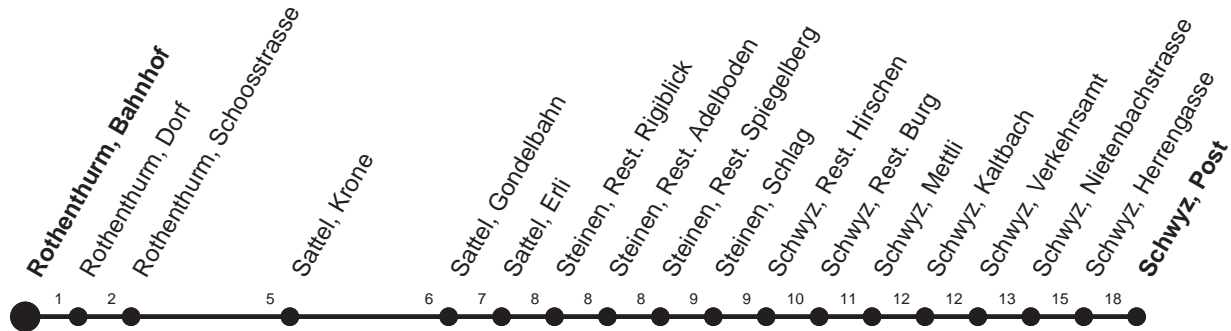 Rothenthurm, Bahnhof
Rothenthurm, Dorf
Rothenthurm, Schoosstrasse
Sattel, Krone
Sattel, Gondelbahn
Sattel, Erli
Steinen, Rest. Rigiblick
Steinen, Rest. Adelboden
Steinen, Rest. Spiegelberg
Steinen, Schlag
Schwyz, Rest. Hirschen
Schwyz, Rest. Burg
Schwyz, Mettli
Schwyz, Kaltbach
Schwyz, Verkehrsamt
Schwyz, Nietenbachstrasse
Schwyz, Herrengasse
Schwyz, Post
1 2 5 6 7 8 8 8 9 9 10 11 12 12 13 15 18